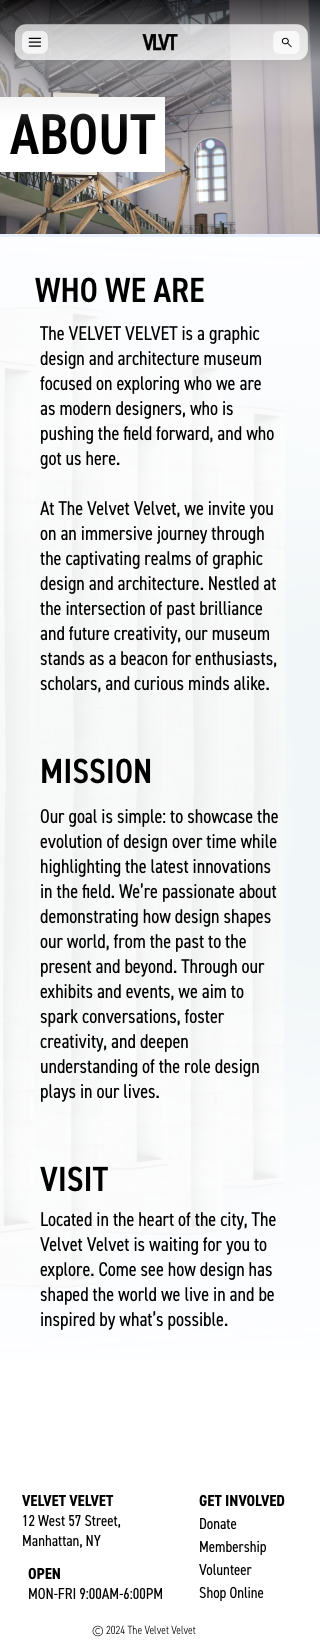 VLVT
ABOUT
WHO WE ARE
The VELVET VELVET is a graphic
design and architecture museum
focused on exploring who we are
as modern designers, who is
pushing the field forward, and who
got us here.
At The Velvet Velvet, we invite you
on an immersive journey through
the captivating realms of graphic
design and architecture. Nestled at
the intersection of past brilliance
and future creativity, our museum
stands as a beacon for enthusiasts,
scholars, and curious minds alike.
MISSION
Our goal is simple: to showcase the
evolution of design over time while
highlighting the latest innovations
in the field. We’re passionate about
demonstrating how design shapes
our world, from the past to the
present and beyond. Through our
exhibits and events, we aim to
spark conversations, foster
creativity, and deepen
understanding of the role design
plays in our lives.
VISIT
Located in the heart of the city, The
Velvet Velvet is waiting for you to
explore. Come see how design has
shaped the world we live in and be
inspired by what’s possible.
VELVET VELVET
12 West 57 Street,
Manhattan, NY
OPEN
MON-FRI 9:00AM-6:00PM
GET INVOLVED
Donate
Membership
Volunteer
Shop Online
© 2024 The Velvet Velvet